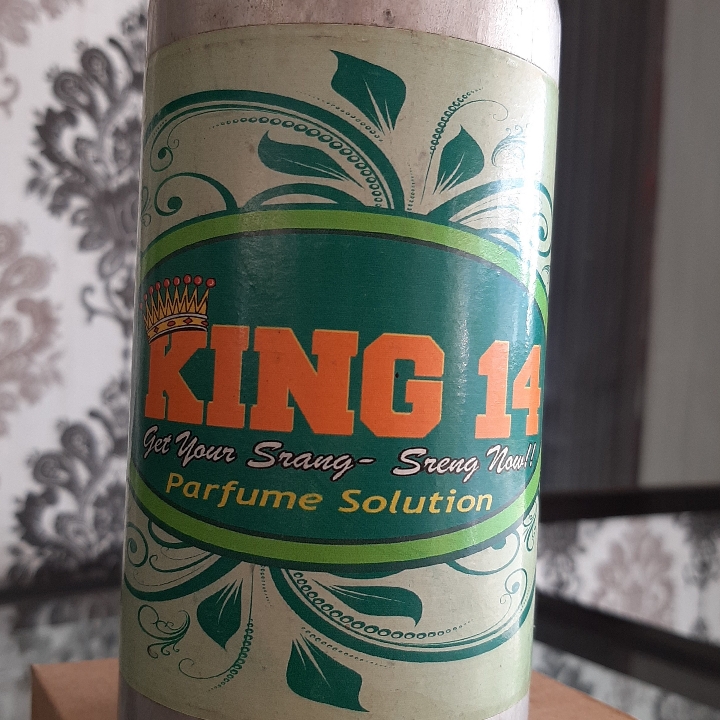 KING 14
Get Your Srang- Sreng Now!!
Parfume Solution